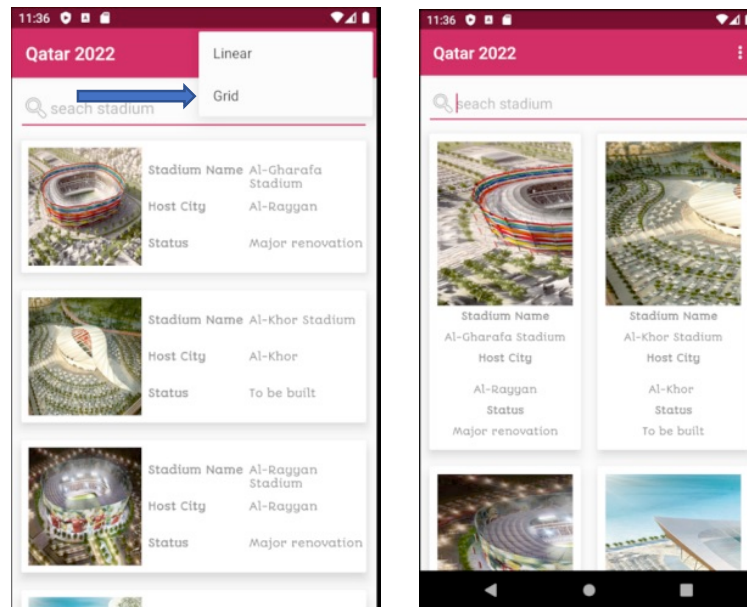 11:36
Qatar 2022
Linear
Grid
seach stadium
Stadium Name Al-Gharafa
Stadium
Host City Al-Rayyan
Status Major renovation
Stadium Name Al-Khor Stadium
Host City Al-Khor
Status To be built
Stadium Name Al-Rayyan
Stadium
Host City Al-Rayyan
Status Major renovation
11:36
Qatar 2022
seach stadium
Stadium Name
Al-Gharafa Stadium
Host City
Al-Rayyan
Status
Major renovation
Stadium Name
Al-Khor Stadium
Host City
Al-Khor
Status
To be built